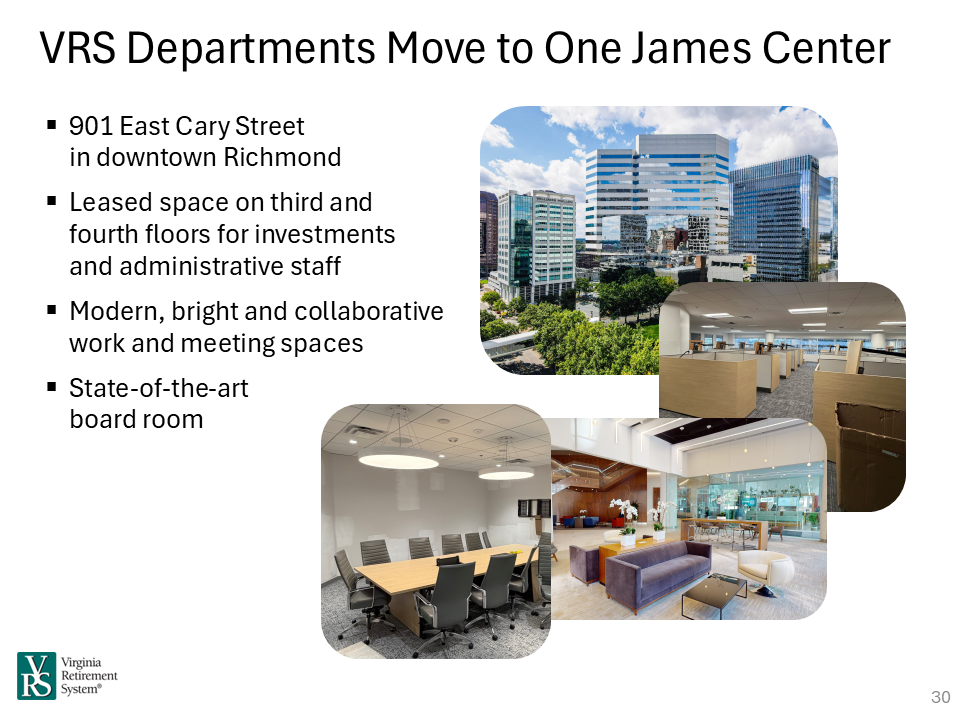 VRS Departments Move to One James Center
▪ 901 East Cary Street
in downtown Richmond
▪ Leased space on third and
fourth floors for investments
and administrative staff
▪ Modern, bright and collaborative
work and meeting spaces
▪ State-of-the-art
board room
VRS
Virginia
Retirement
System®
30